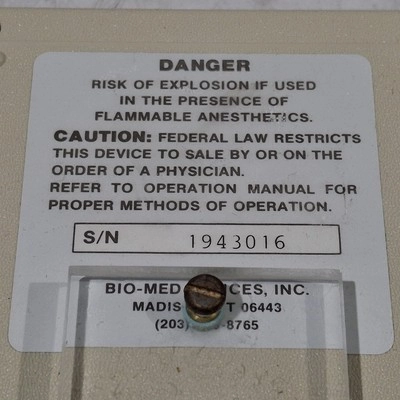 DANGER
RISK OF EXPLOSION IF USED
IN THE PRESENCE OF
FLAMMABLE ANESTHETICS.
CAUTION: FEDERAL LAW RESTRICTS
THIS DEVICE TO SALE BY OR ON THE
ORDER OF A PHYSICIAN.
REFER TO OPERATION MANUAL FOR
PROPER METHODS OF OPERATION.
S/N 1943016
BIO-MED INC.
06443
(203) 8765